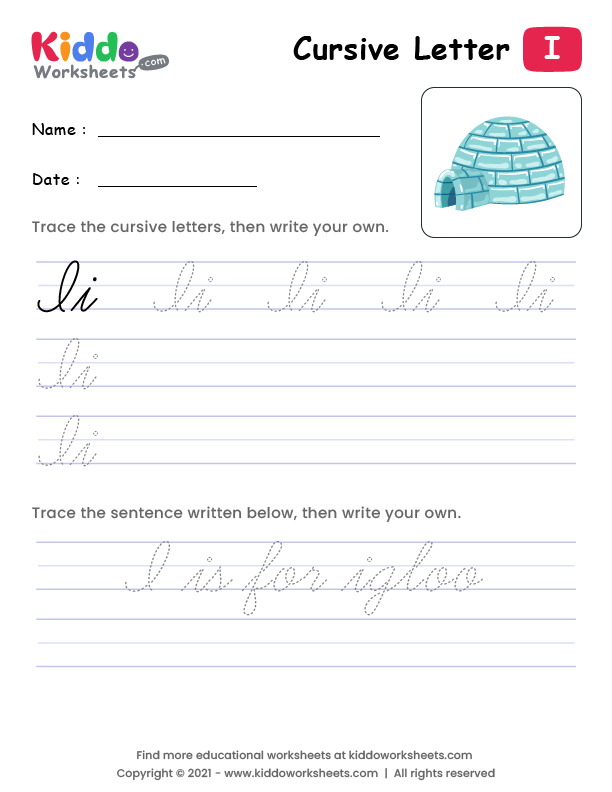 Kiddo
Worksheets.com
Cursive Letter I
Name :
Date :
Trace the cursive letters, then write your own.
Ii Ii Ii Ii Ii
Ii
Ii
Trace the sentence written below, then write your own.
I is for igloo
Find more educational worksheets at kiddoworksheets.com
Copyright © 2021 - www.kiddoworksheets.com | All rights reserved